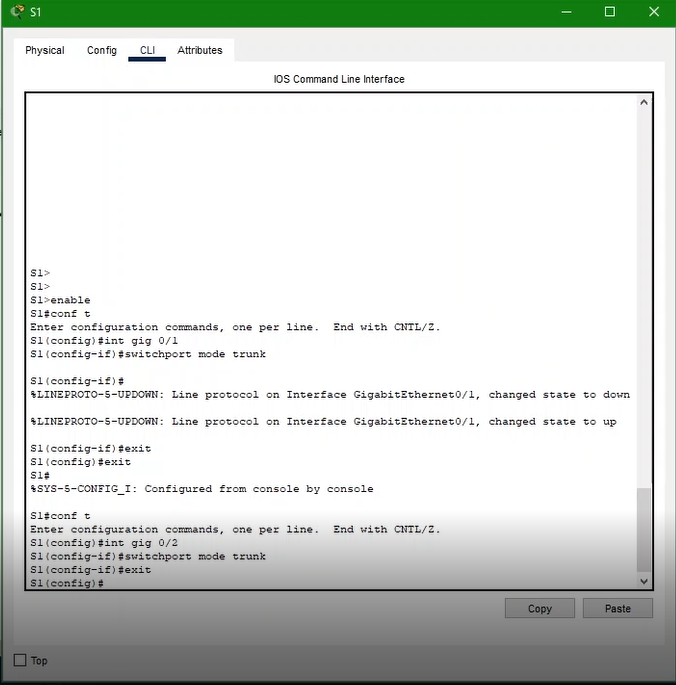 S1
Physical Config CLI Attributes
IOS Command Line Interface
S1>
S1>
S1>enable
S1#conf t
Enter configuration commands, one per line.  End with CNTL/Z.
S1(config)#int gig 0/1
S1(config-if)#switchport mode trunk
S1(config-if)#
%LINEPROTO-5-UPDOWN: Line protocol on Interface GigabitEthernet0/1, changed state to down
%LINEPROTO-5-UPDOWN: Line protocol on Interface GigabitEthernet0/1, changed state to up
S1(config-if)#exit
S1(config)#exit
S1#
%SYS-5-CONFIG_I: Configured from console by console
S1#conf t
Enter configuration commands, one per line.  End with CNTL/Z.
S1(config)#int gig 0/2
S1(config-if)#switchport mode trunk
S1(config-if)#exit
S1(config)#
Copy Paste
Top